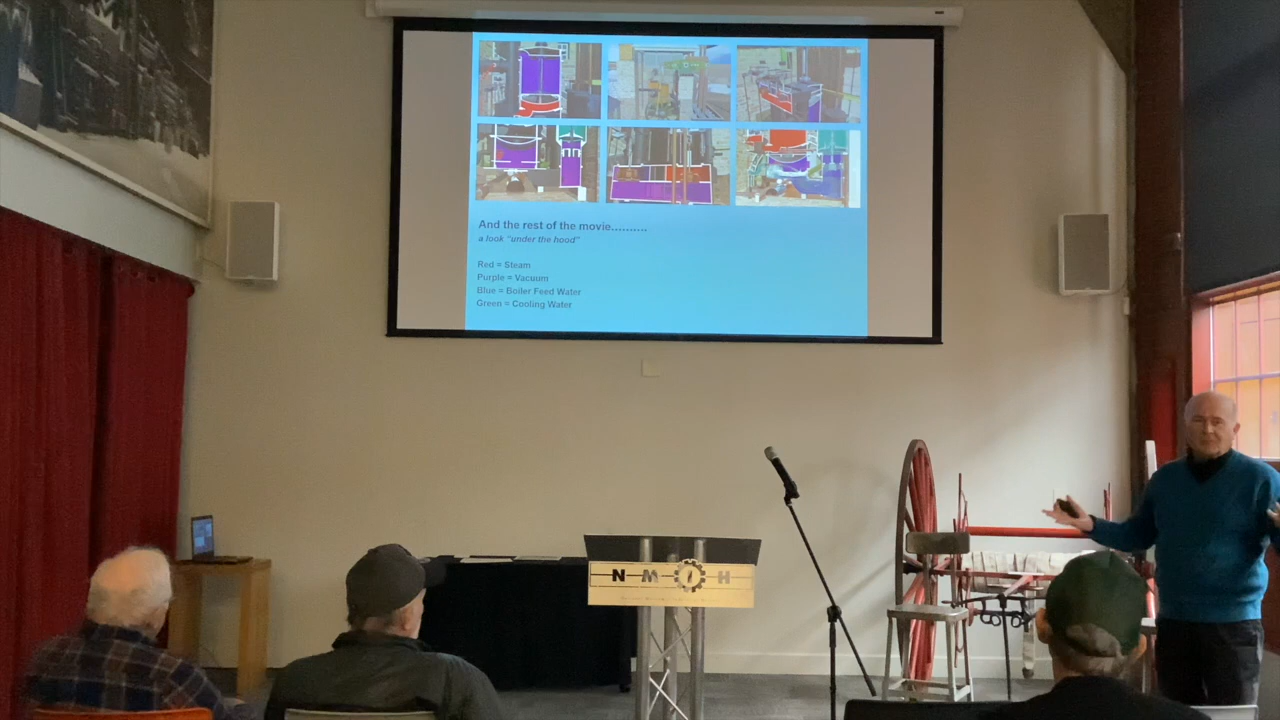 And the rest of the movie..........
a look "under the hood"
Red = Steam
Purple = Vacuum
Blue = Boiler Feed Water
Green = Cooling Water
N M I H